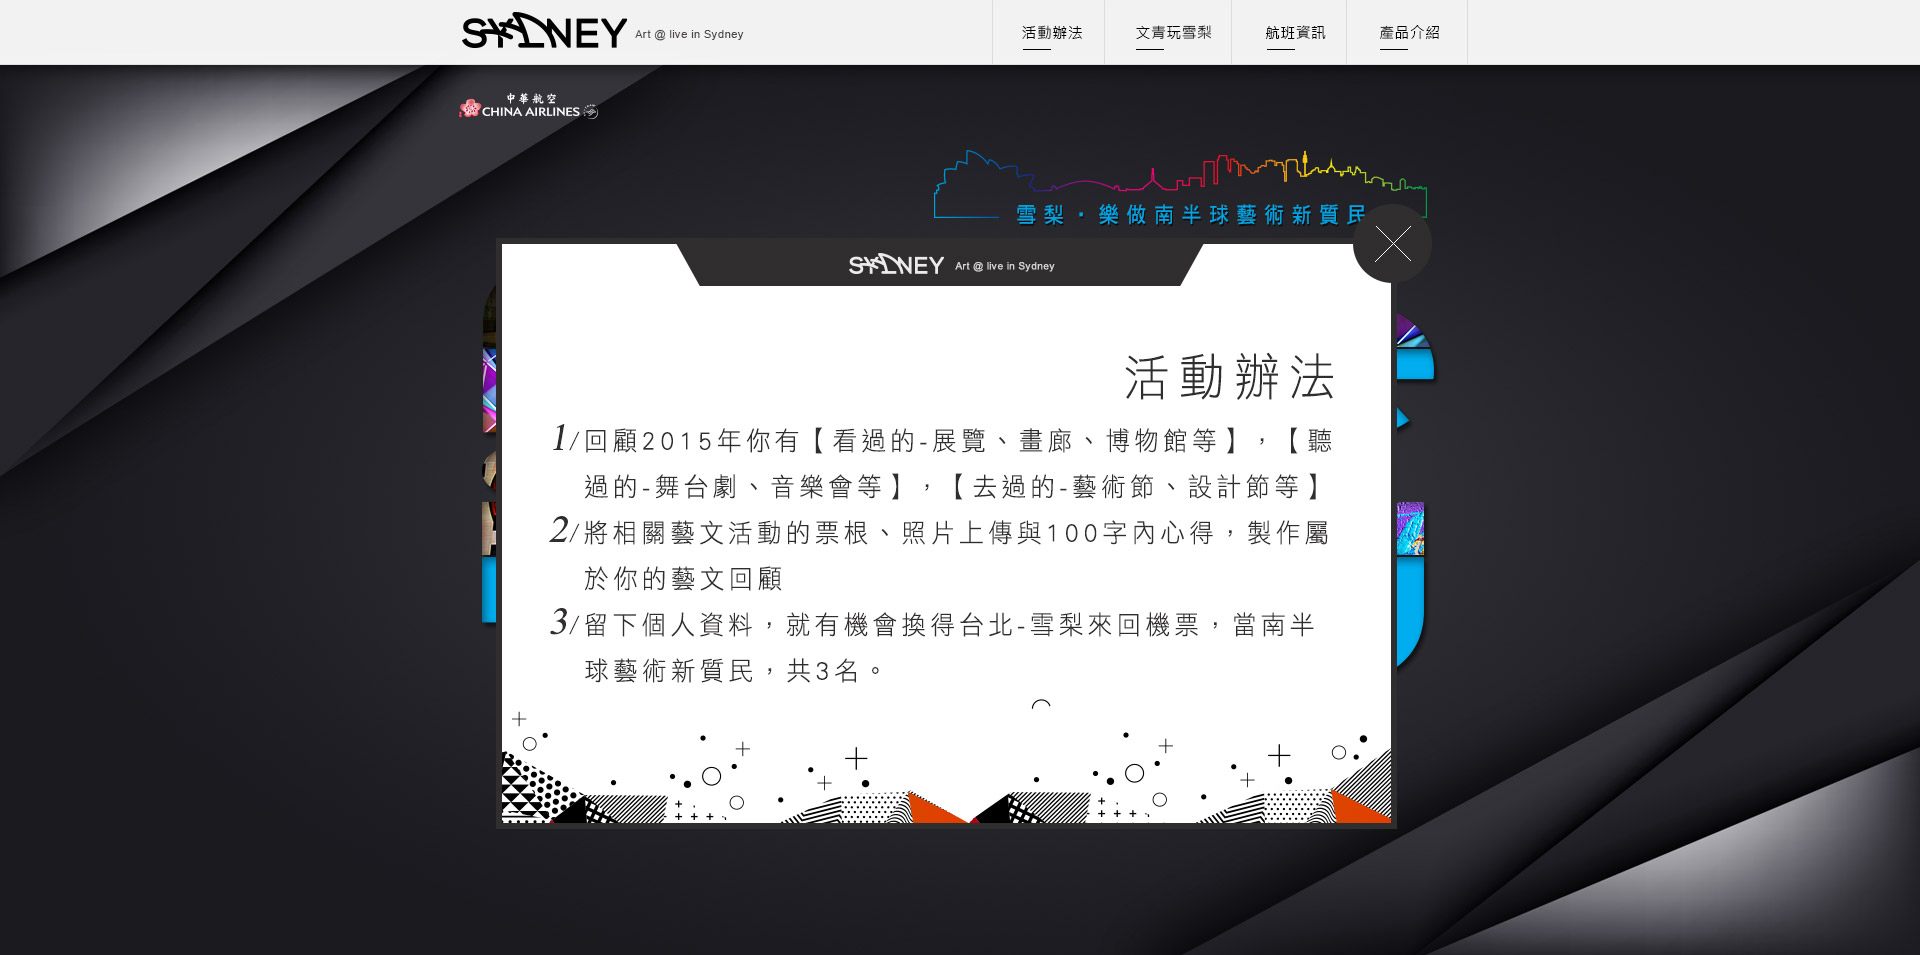 SYDNEY Art @ live in Sydney
活動辦法
文青玩雪梨
航班資訊
產品介紹
中華航空
CHINA AIRLINES
雪梨・樂做南半球藝術新質民
SYDNEY Art @ live in Sydney
活動辦法
1/回顧2015年你有【看過的-展覽、畫廊、博物館等】，【聽
過的-舞台劇、音樂會等】，【去過的-藝術節、設計節等】
2/將相關藝文活動的票根、照片上傳與100字內心得，製作屬
於你的藝文回顧
3/留下個人資料，就有機會換得台北-雪梨來回機票，當南半
球藝術新質民，共3名。